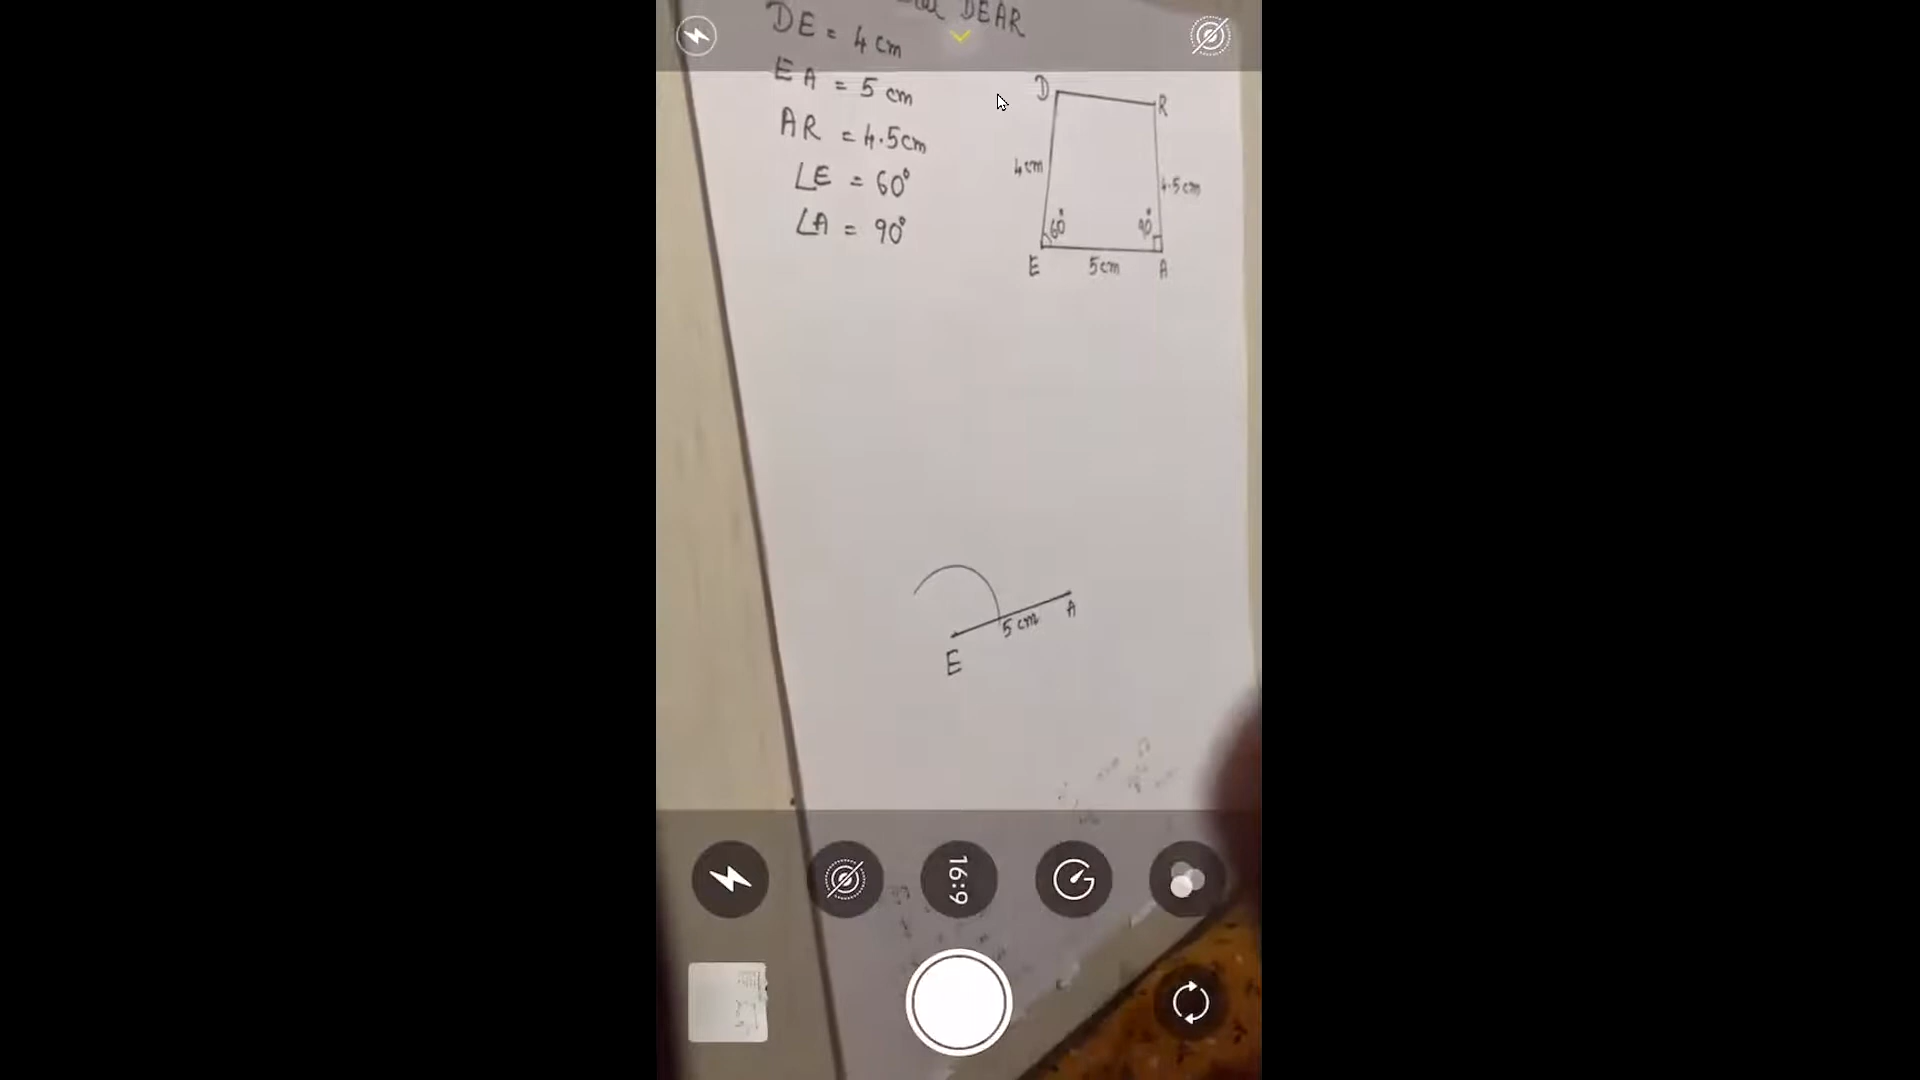 DEAR
DE = 4 cm
EA = 5 cm
AR = 4.5cm
∠E = 60°
∠A = 90°
D
R
4cm
4.5cm
60°
90°
E
5cm
A
5 cm
A
E
16:9